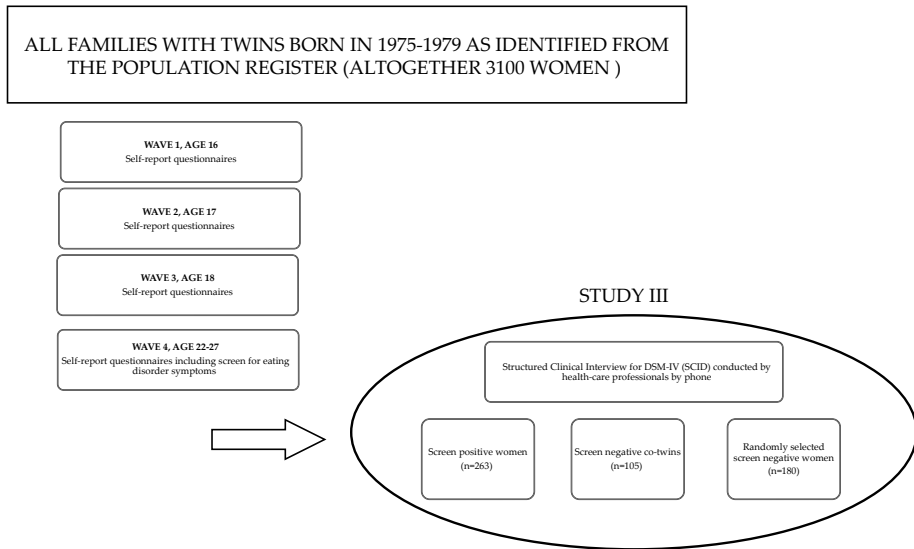 ALL FAMILIES WITH TWINS BORN IN 1975-1979 AS IDENTIFIED FROM
THE POPULATION REGISTER (ALTOGETHER 3100 WOMEN )
WAVE 1, AGE 16
Self-report questionnaires
WAVE 2, AGE 17
Self-report questionnaires
WAVE 3, AGE 18
Self-report questionnaires
WAVE 4, AGE 22-27
Self-report questionnaires including screen for eating
disorder symptoms
STUDY III
Structured Clinical Interview for DSM-IV (SCID) conducted by
health-care professionals by phone
Screen positive women
(n=263)
Screen negative co-twins
(n=105)
Randomly selected
screen negative women
(n=180)